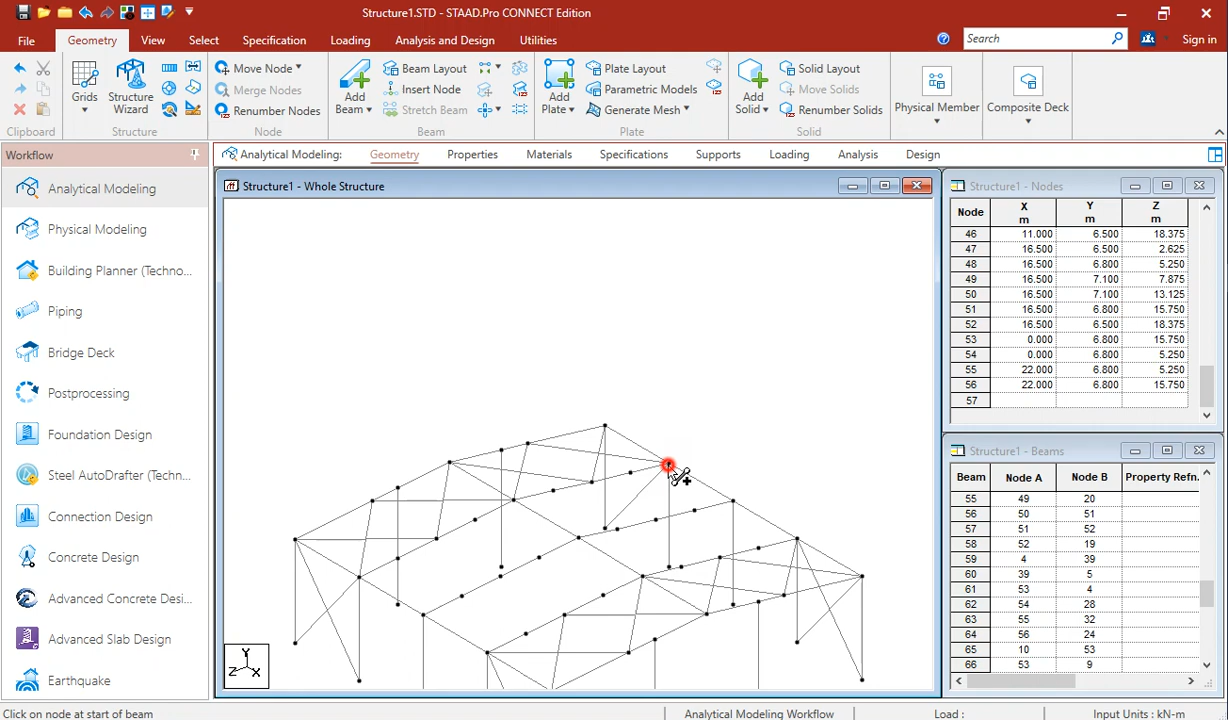 Structure1.STD - STAAD.Pro CONNECT Edition
File Geometry View Select Specification Loading Analysis and Design Utilities Search Sign in
Grids Structure Wizard Move Node Merge Nodes Renumber Nodes
Add Beam Beam Layout Insert Node Stretch Beam
Add Plate Plate Layout Parametric Models Generate Mesh
Add Solid Solid Layout Move Solids Renumber Solids
Physical Member Composite Deck
Clipboard Structure Node Beam Plate Solid
Workflow
Analytical Modeling: Geometry Properties Materials Specifications Supports Loading Analysis Design
Analytical Modeling
Physical Modeling
Building Planner (Techno...
Piping
Bridge Deck
Postprocessing
Foundation Design
Steel AutoDrafter (Techn...
Connection Design
Concrete Design
Advanced Concrete Desi...
Advanced Slab Design
Earthquake
Structure1 - Whole Structure
Y
Z X
Structure1 - Nodes
Node X m Y m Z m
46 11.000 6.500 18.375
47 16.500 6.500 2.625
48 16.500 6.800 5.250
49 16.500 7.100 7.875
50 16.500 7.100 13.125
51 16.500 6.800 15.750
52 16.500 6.500 18.375
53 0.000 6.800 15.750
54 0.000 6.800 5.250
55 22.000 6.800 5.250
56 22.000 6.800 15.750
57
Structure1 - Beams
Beam Node A Node B Property Refn.
55 49 20
56 50 51
57 51 52
58 52 19
59 4 39
60 39 5
61 53 4
62 54 28
63 55 32
64 56 24
65 10 53
66 53 9
Click on node at start of beam Analytical Modeling Workflow Load : Input Units : kN-m